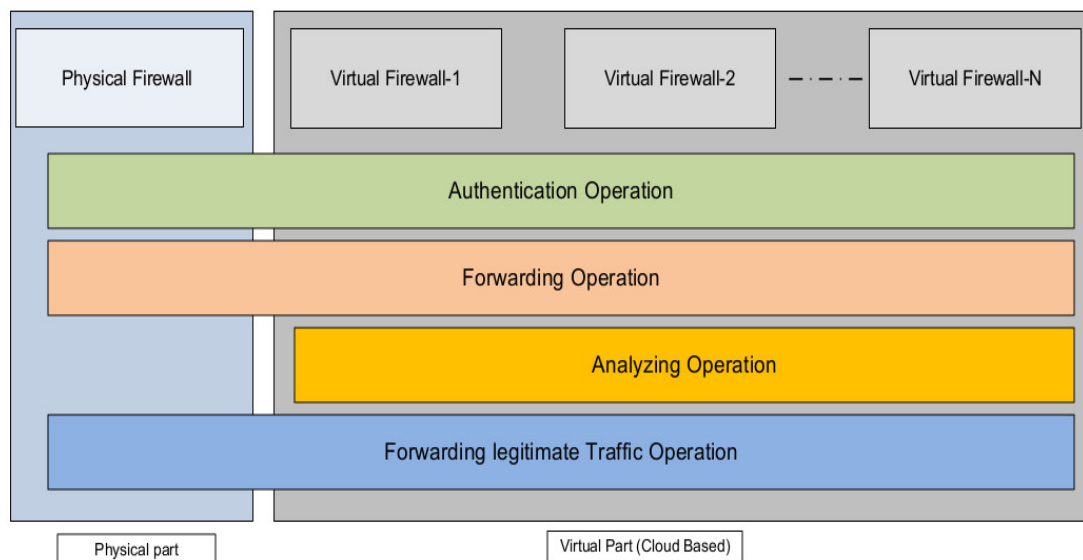 Physical Firewall
Virtual Firewall-1
Virtual Firewall-2
Virtual Firewall-N
Authentication Operation
Forwarding Operation
Analyzing Operation
Forwarding legitimate Traffic Operation
Physical part
Virtual Part (Cloud Based)